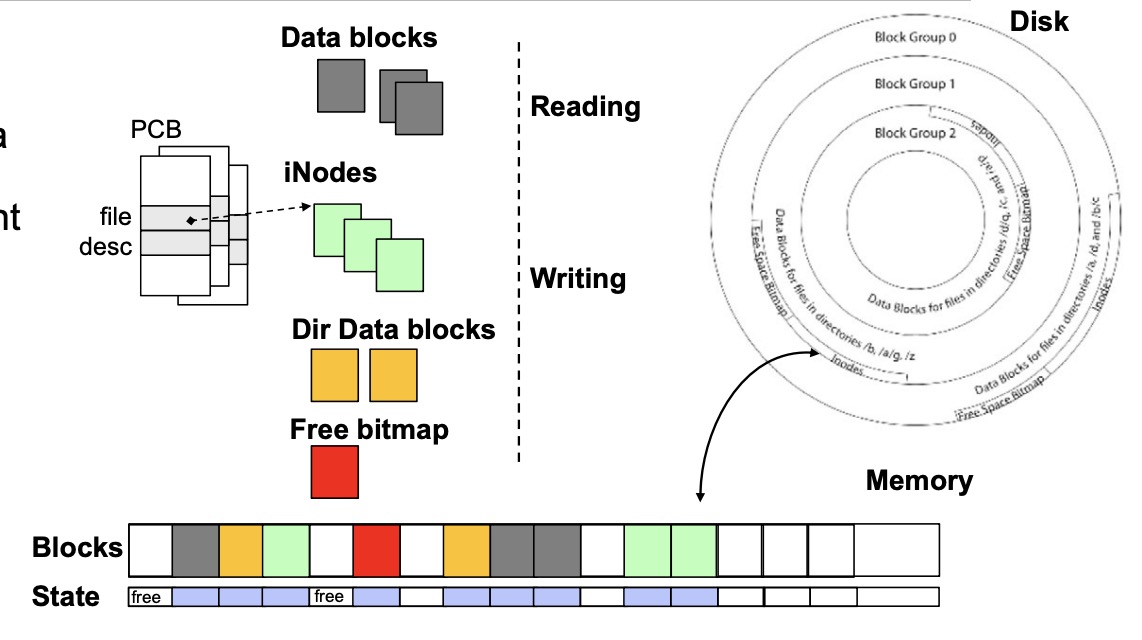 Disk
Data blocks
Block Group 0
Block Group 1
Reading
a
PCB
Block Group 2
Inodes
iNodes
file
desc
nt
Data Blocks for files in directories /d/q, /c, and /a/p
Free Space Bitmap
Writing
Data Blocks for files in directories /b, /a/g, /z
Free Space Bitmap
Inodes
Data Blocks for files in directories /a, /d, and /b/c
Inodes
Free Space Bitmap
Dir Data blocks
Free bitmap
Memory
Blocks
State
free
free